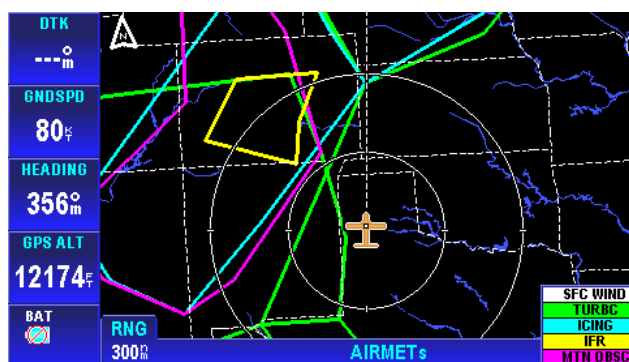 DTK
---°m
GNDSPD
80KT
HEADING
356°m
GPS ALT
12174FT
BAT
N
RNG
300nm
AIRMETs
SFC WIND
TURBC
ICING
IFR
MTN OBSC